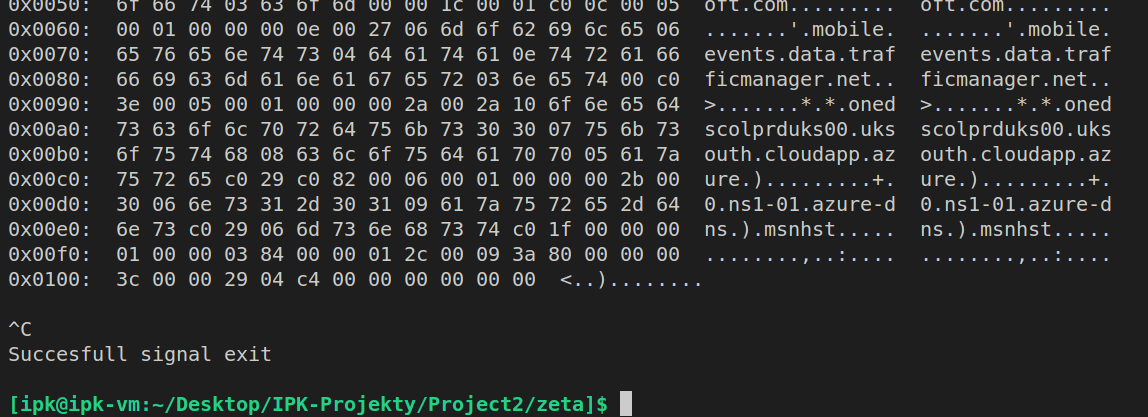 0x0050:  6f 66 74 03 63 6f 6d 00 00 1c 00 01 c0 0c 00 05  oft.com.........  oft.com.........
0x0060:  00 01 00 00 00 0e 00 27 06 6d 6f 62 69 6c 65 06  .......'.mobile.  .......'.mobile.
0x0070:  65 76 65 6e 74 73 04 64 61 74 61 0e 74 72 61 66  events.data.traf  events.data.traf
0x0080:  66 69 63 6d 61 6e 61 67 65 72 03 6e 65 74 00 c0  ficmanager.net..  ficmanager.net..
0x0090:  3e 00 05 00 01 00 00 00 2a 00 2a 10 6f 6e 65 64  >.......*.*.oned  >.......*.*.oned
0x00a0:  73 63 6f 6c 70 72 64 75 6b 73 30 30 07 75 6b 73  scolprduks00.uks  scolprduks00.uks
0x00b0:  6f 75 74 68 08 63 6c 6f 75 64 61 70 70 05 61 7a  outh.cloudapp.az  outh.cloudapp.az
0x00c0:  75 72 65 c0 29 c0 82 00 06 00 01 00 00 00 2b 00  ure.).........+.  ure.).........+.
0x00d0:  30 06 6e 73 31 2d 30 31 09 61 7a 75 72 65 2d 64  0.ns1-01.azure-d  0.ns1-01.azure-d
0x00e0:  6e 73 c0 29 06 6d 73 6e 68 73 74 c0 1f 00 00 00  ns.).msnhst.....  ns.).msnhst.....
0x00f0:  01 00 00 03 84 00 00 01 2c 00 09 3a 80 00 00 00  ........,..:....  ........,..:....
0x0100:  3c 00 00 29 04 c4 00 00 00 00 00 00  <..)........
^C
Succesfull signal exit
[ipk@ipk-vm:~/Desktop/IPK-Projekty/Project2/zeta]$